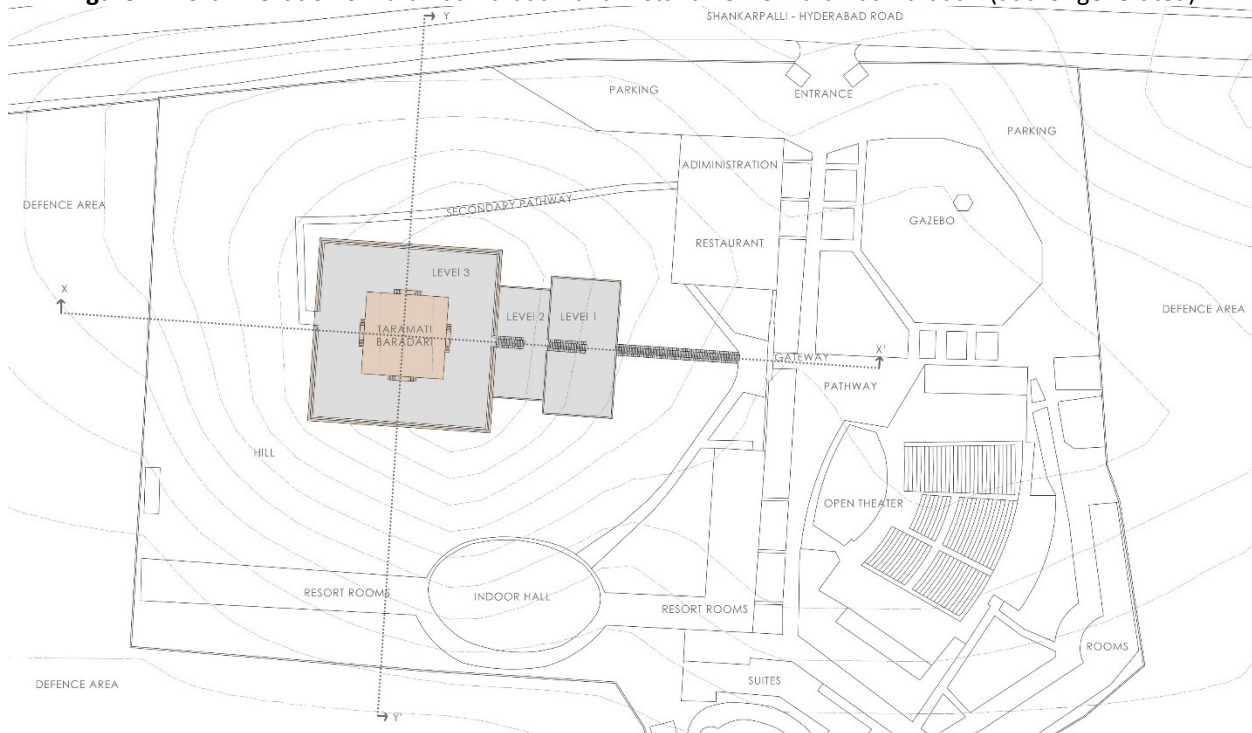 Y
SHANKARPALLI - HYDERABAD ROAD
PARKING
ENTRANCE
PARKING
ADIMINISTRATION
DEFENCE AREA
SECONDARY PATHWAY
GAZEBO
RESTAURANT
LEVEL 3
X
DEFENCE AREA
LEVEL 2
LEVEL 1
TARAMATI
BARADARI
GATEWAY
X'
PATHWAY
HILL
OPEN THEATER
RESORT ROOMS
INDOOR HALL
RESORT ROOMS
ROOMS
DEFENCE AREA
SUITES
Y'